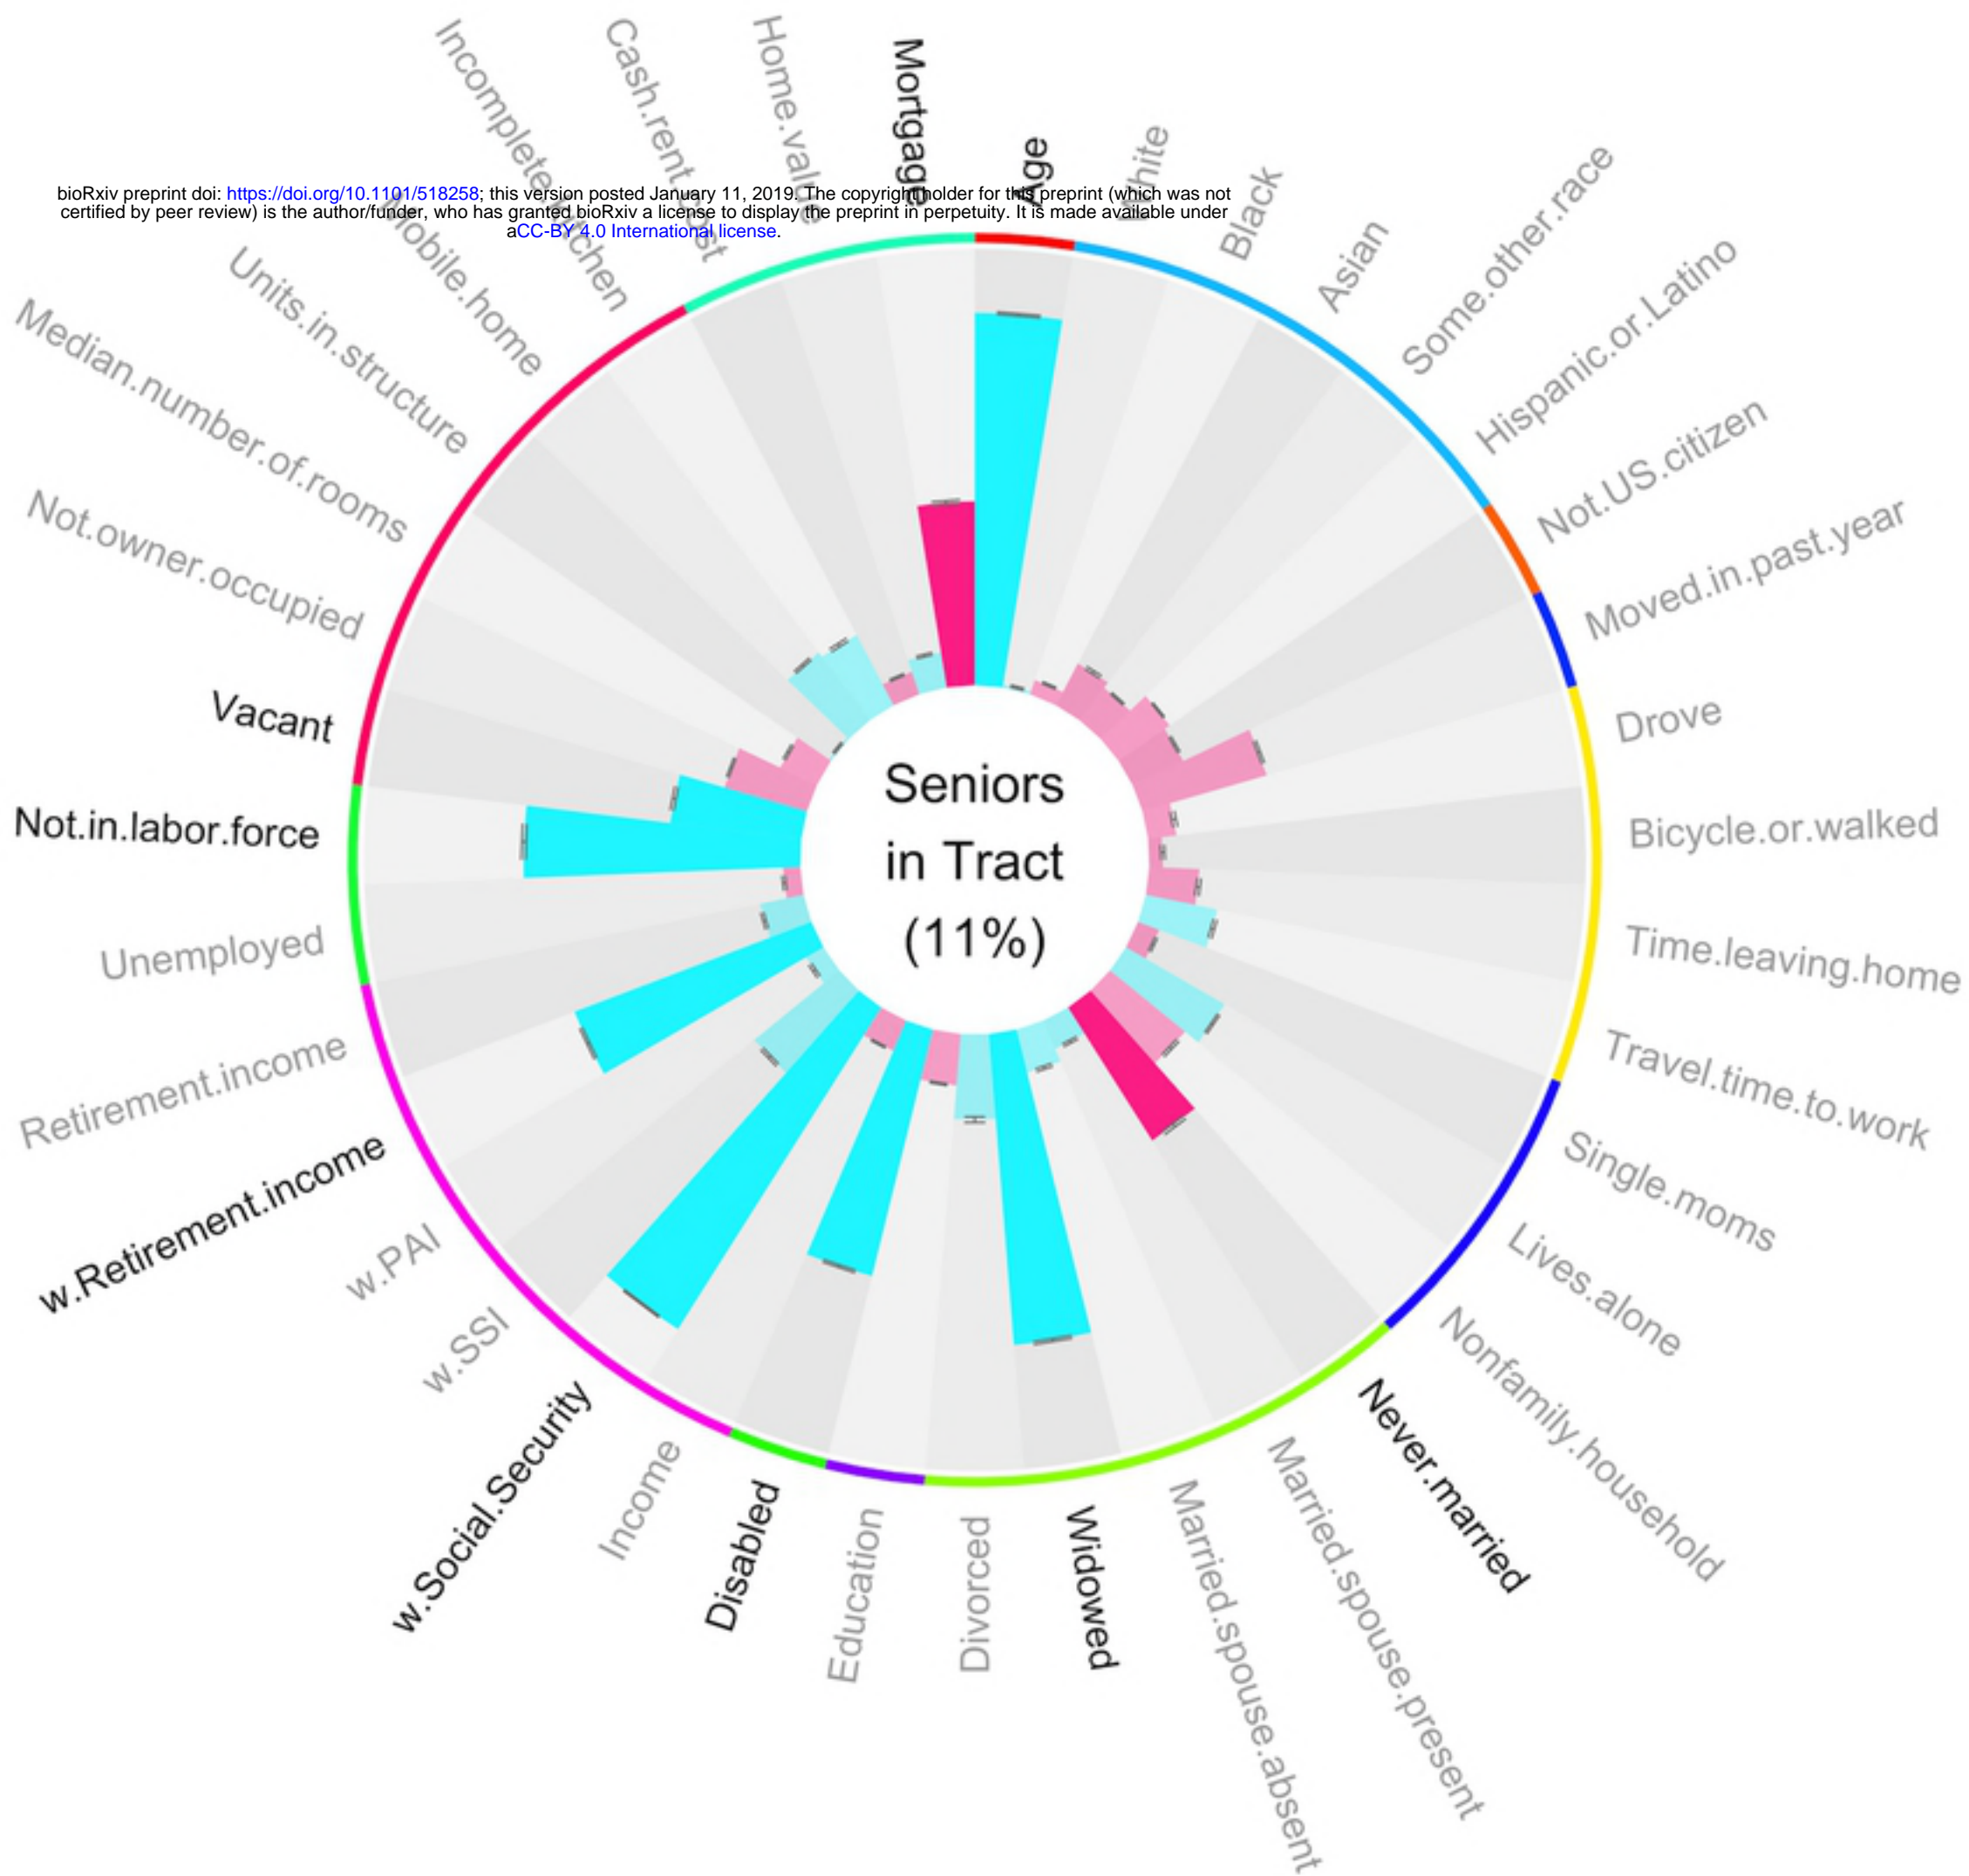 Incomplete.kitchen
Cash.rent.cost
Home.value
Mortgage
Age
White
Black
Asian
Some.other.race
Hispanic.or.Latino
Not.US.citizen
Moved.in.past.year
Drove
Bicycle.or.walked
Time.leaving.home
Travel.time.to.work
Single.moms
Lives.alone
Nonfamily.household
Never.married
Married.spouse.present
Married.spouse.absent
Widowed
Divorced
Education
Disabled
Income
w.Social.Security
w.SSI
w.PAI
w.Retirement.income
Retirement.income
Unemployed
Not.in.labor.force
Vacant
Not.owner.occupied
Median.number.of.rooms
Units.in.structure
Mobile.home
bioRxiv preprint doi: https://doi.org/10.1101/518258; this version posted January 11, 2019. The copyright holder for this preprint (which was not
certified by peer review) is the author/funder, who has granted bioRxiv a license to display the preprint in perpetuity. It is made available under
aCC-BY 4.0 International license.
Seniors
in Tract
(11%)